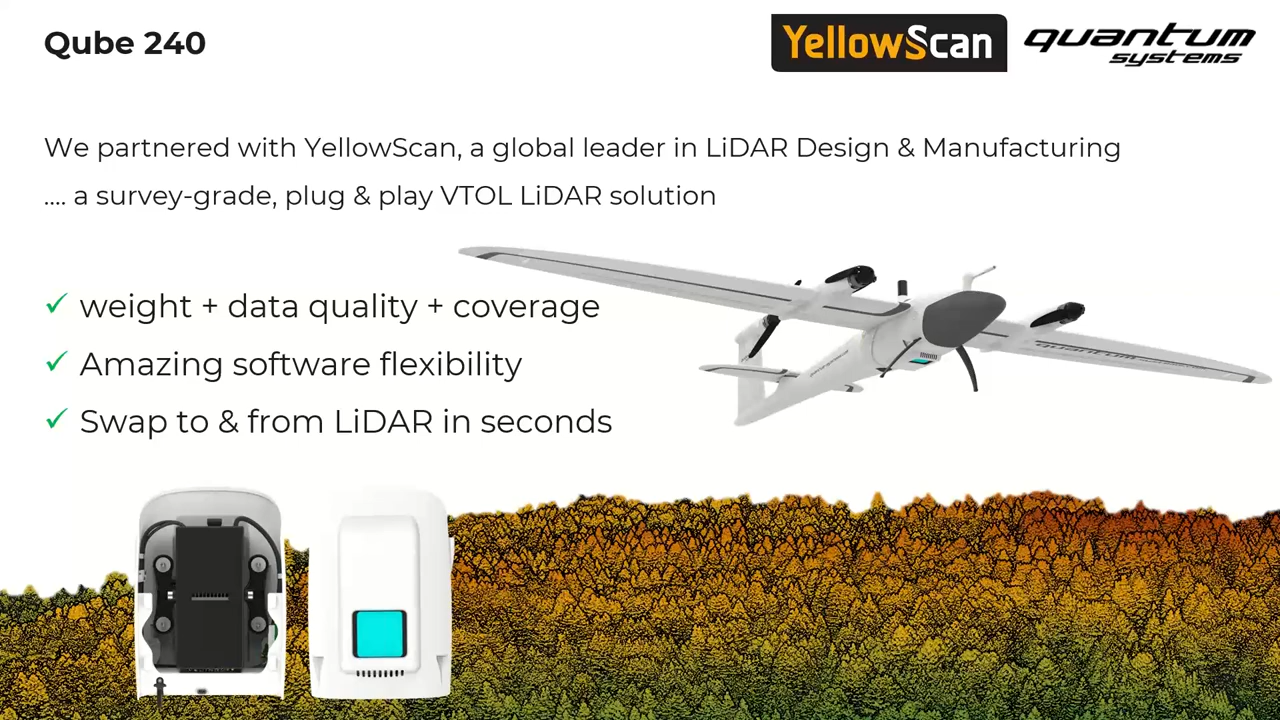 Qube 240
YellowScan
quantum
systems
We partnered with YellowScan, a global leader in LiDAR Design & Manufacturing
.... a survey-grade, plug & play VTOL LiDAR solution
✓ weight + data quality + coverage
✓ Amazing software flexibility
✓ Swap to & from LiDAR in seconds